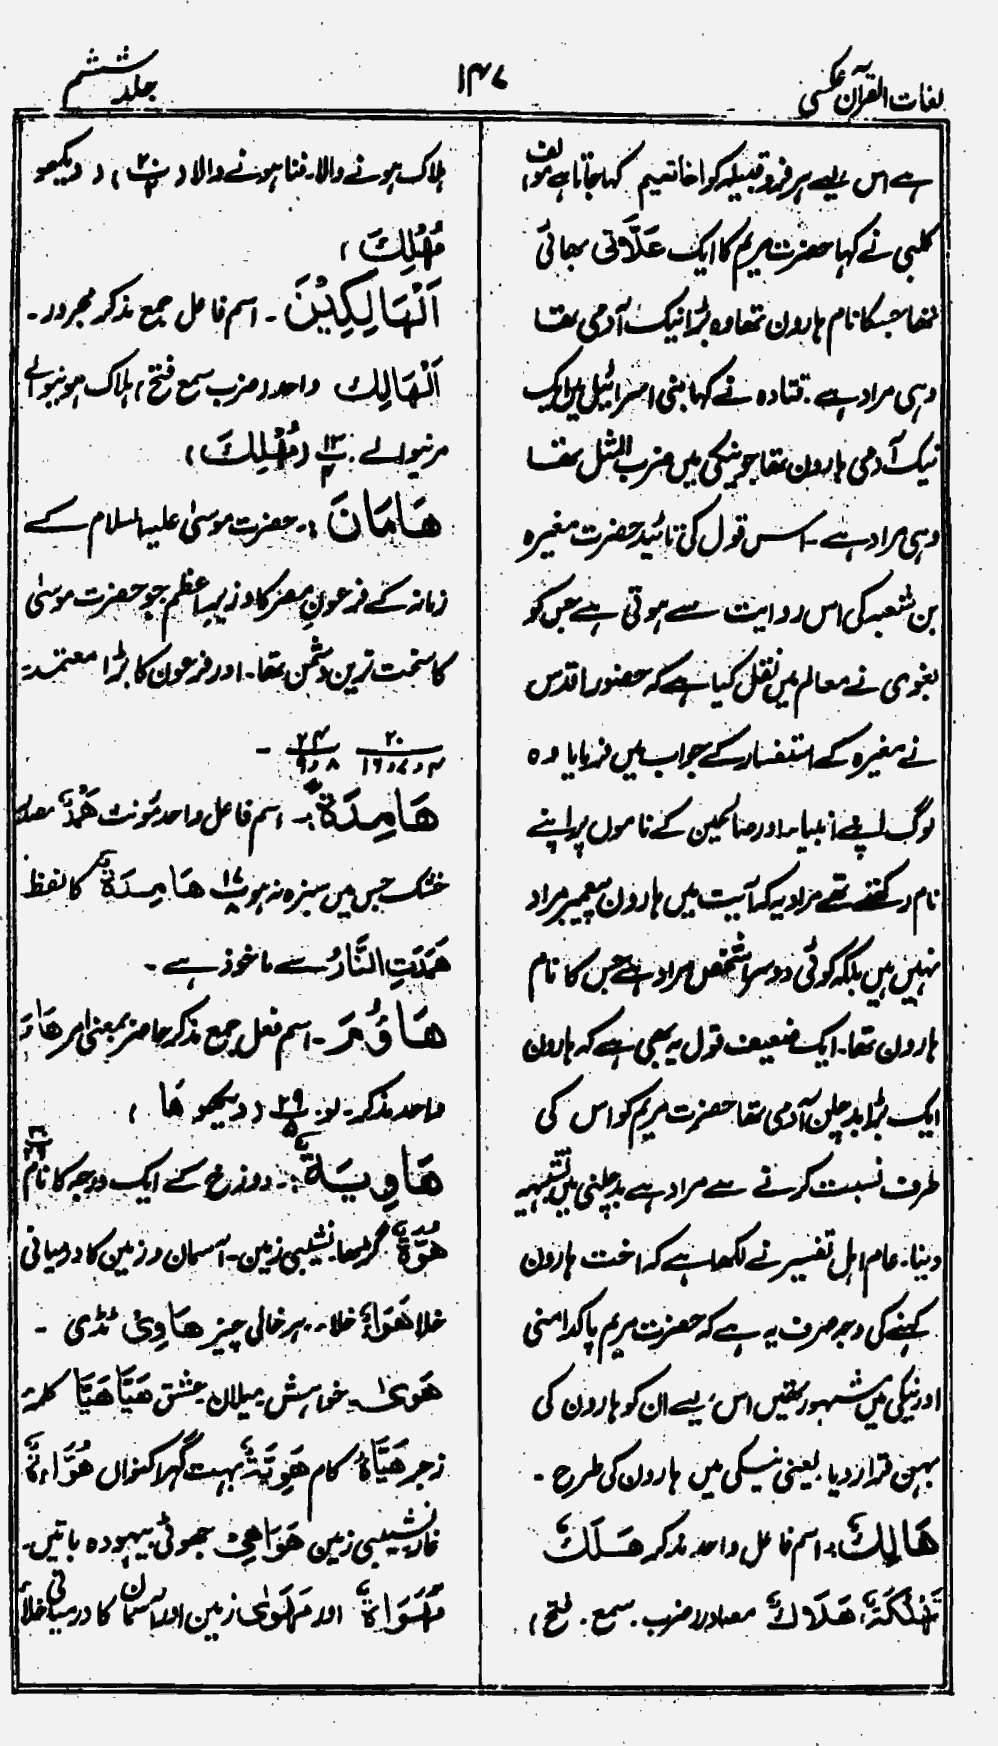 لغات القرآن عکسی
۱۴۷
جلد ششم
ہے اس لیے ہر فرد قبیلہ کو اخاتمیم کہا جاتا ہے مؤلف
کلبی نے کہا حضرت مریم کا ایک عَلّاتی بھائی
تھا جسکا نام ہارون تھا وہ بڑا نیک آدمی تھا
وہی مراد ہے۔ قتادہ نے کہا بنی اسرائیل میں ایک
نیک آدمی ہارون تھا جو نیکی میں ضرب المثل تھا
وہی مراد ہے۔ اس قول کی تائید حضرت مغیرہ
بن شعبہ کی اس روایت سے ہوتی ہے جس کو
بغوی نے معالم میں نقل کیا ہے کہ حضور اقدس
نے مغیرہ کے استفسار کے جواب میں فرمایا وہ
لوگ اپنے انبیاء اور صالحین کے ناموں پر اپنے
نام رکھتے تھے مراد یہ کہ آیت میں ہارون پیغمبر مراد
نہیں ہیں بلکہ کوئی دوسرا شخص مراد ہے جس کا نام
ہارون تھا۔ ایک ضعیف قول یہ بھی ہے کہ ہارون
ایک بڑا بدچلن آدمی تھا حضرت مریم کو اس کی
طرف نسبت کرنے سے مراد ہے بدچلنی میں تشبیہ
دینا۔ عام اہل تفسیر نے لکھا ہے کہ اخت ہارون
کہنے کی وجہ صرف یہ ہے کہ حضرت مریم پاکدامنی
اور نیکی میں مشہور تھیں اس لیے ان کو ہارون کی
بہن قرار دیا یعنی نیکی میں ہارون کی طرح۔
هَالِكٌ:۔ اسم فاعل واحد مذکر هَلَكٌ
تَهْلُكَةٌ، هَلَاكٌ مصادر ضرب۔ سمع۔ فتح)
ہلاک ہونے والا۔ فنا ہونے والا ( پ۲۰) ( دیکھو
مُهْلِكَ)
اَلْهَالِكِيْنَ۔ اسم فاعل جمع مذکر مجرور۔
اَلْهَالِك واحد (ضرب سمع فتح) ہلاک ہونیوالے
مرنیوالے۔ ۱۳/۴ (مُهْلِكَ)
هَامَانَ:۔ حضرت موسیٰ علیہ السلام کے
زمانہ کے فرعونِ مصر کا وزیرِ اعظم جو حضرت موسیٰ
کا سخت ترین دشمن تھا۔ اور فرعون کا بڑا معتمد۔
۲۰/۴ و ۷ و ۱۶ ۲۴/۸ و ۹ ۔
هَامِدَةً:۔ اسم فاعل واحد مؤنث هَمْدٌ مصدر
خشک جس میں سبزہ نہ ہو ۱۷/۸ هَامِدَةً کا لفظ
هَمَدَتِ النَّارُ سے ماخوذ ہے۔
هَاؤُمُ۔ اسم فعل جمع مذکر حاضر بمعنی امر هَاءَ
واحد مذکر۔ لو۔ ۲۹/۵ (دیکھو هَا )
هَاوِيَةٌ:۔ دوزخ کے ایک درجہ کا نام
هُوَّةٌ گڑھا۔ نشیبی زمین۔ آسمان و زمین کا درمیانی
خلا هَوَاءٌ خلا۔ ہر خالی چیز هَاوِیْ ٹڈی ۔
هَوىٰ۔ خواہش میلان۔ عشق هَيَّا هَيَّا کلمۂ
زجر هَيَّاهُ کام هَوِيَّةٌ بہت گہرا کنواں هُوَّاءَةٌ
غار نشیبی زمین هَوَاهِیْ جھوٹی بیہودہ باتیں۔
مَهْوَاةٌ اور مَهْوٰى زمین اور آسمان کا درمیانی خلاء